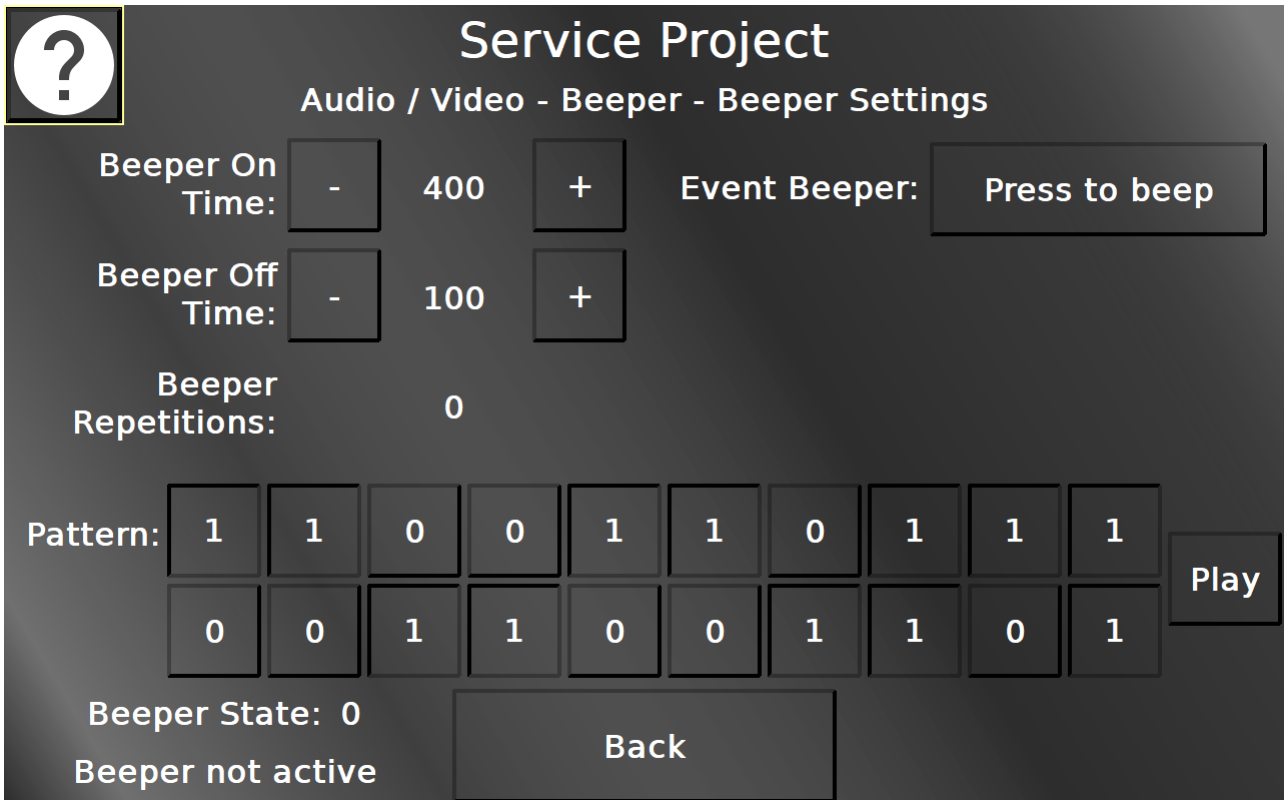 ?
Service Project
Audio / Video - Beeper - Beeper Settings
Beeper On
Time:
-
400
+
Event Beeper:
Press to beep
Beeper Off
Time:
-
100
+
Beeper
Repetitions:
0
Pattern:
1 1 0 0 1 1 0 1 1 1
0 0 1 1 0 0 1 1 0 1
Play
Beeper State: 0
Beeper not active
Back